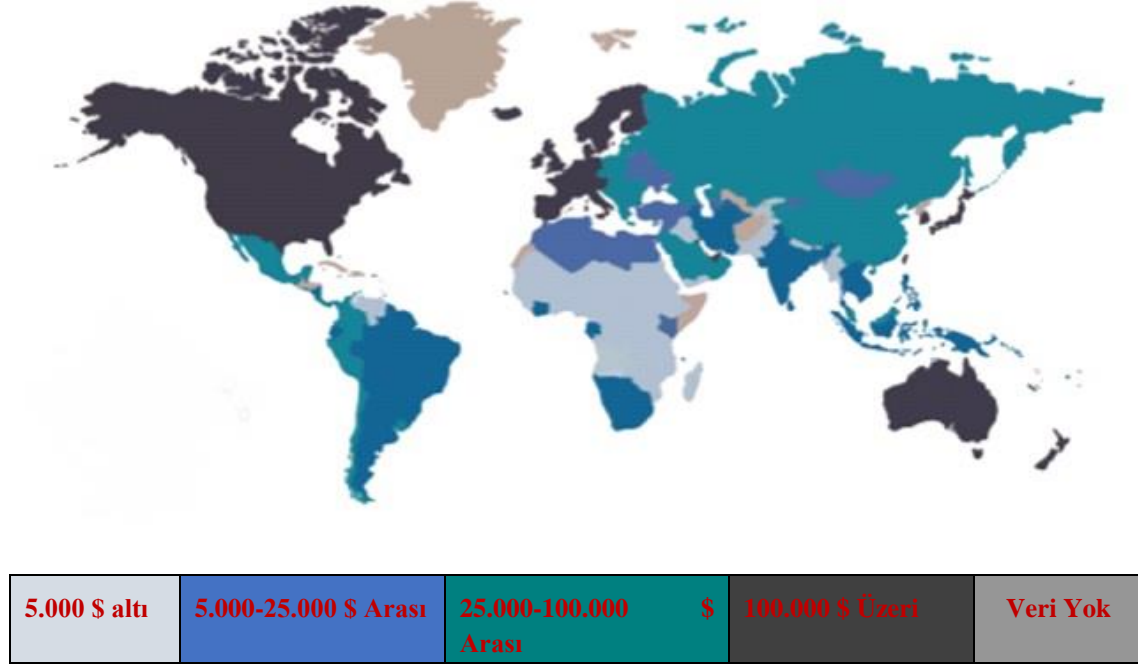 5.000 $ altı
5.000-25.000 $ Arası
25.000-100.000 $
Arası
100.000 $ Üzeri
Veri Yok